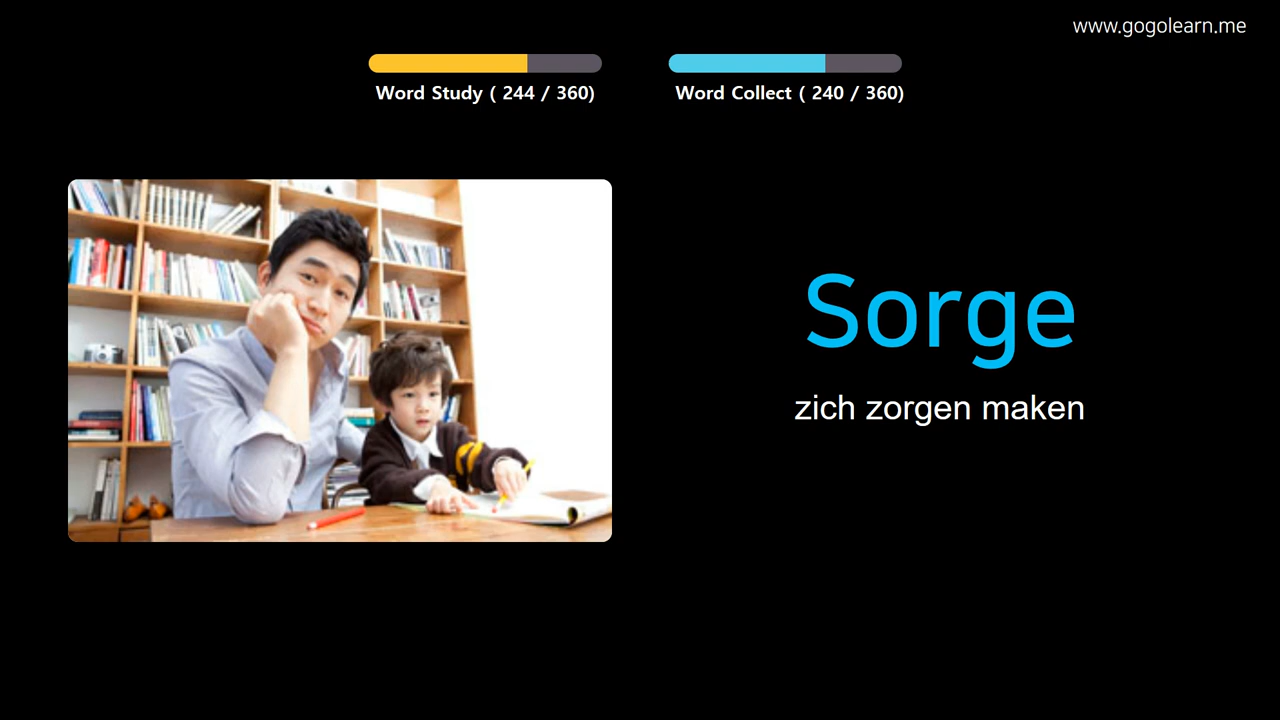 www.gogolearn.me
Word Study ( 244 / 360)
Word Collect ( 240 / 360)
Sorge
zich zorgen maken